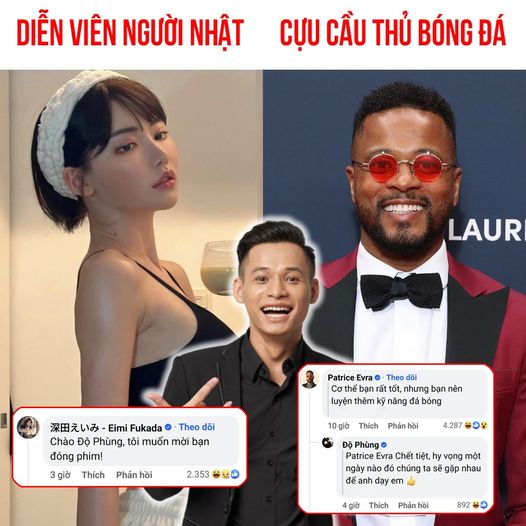 DIỄN VIÊN NGƯỜI NHẬT
CỰU CẦU THỦ BÓNG ĐÁ
LAURE
Patrice Evra · Theo dõi
Cơ thể bạn rất tốt, nhưng bạn nên
luyện thêm kỹ năng đá bóng
10 giờ Thích Phản hồi 4.287
Độ Phùng
Patrice Evra Chết tiệt, hy vọng một
ngày nào đó chúng ta sẽ gặp nhau
để anh dạy em 👍
4 giờ Thích Phản hồi 892
深田えいみ - Eimi Fukada · Theo dõi
Chào Độ Phùng, tôi muốn mời bạn
đóng phim!
3 giờ Thích Phản hồi 2.353